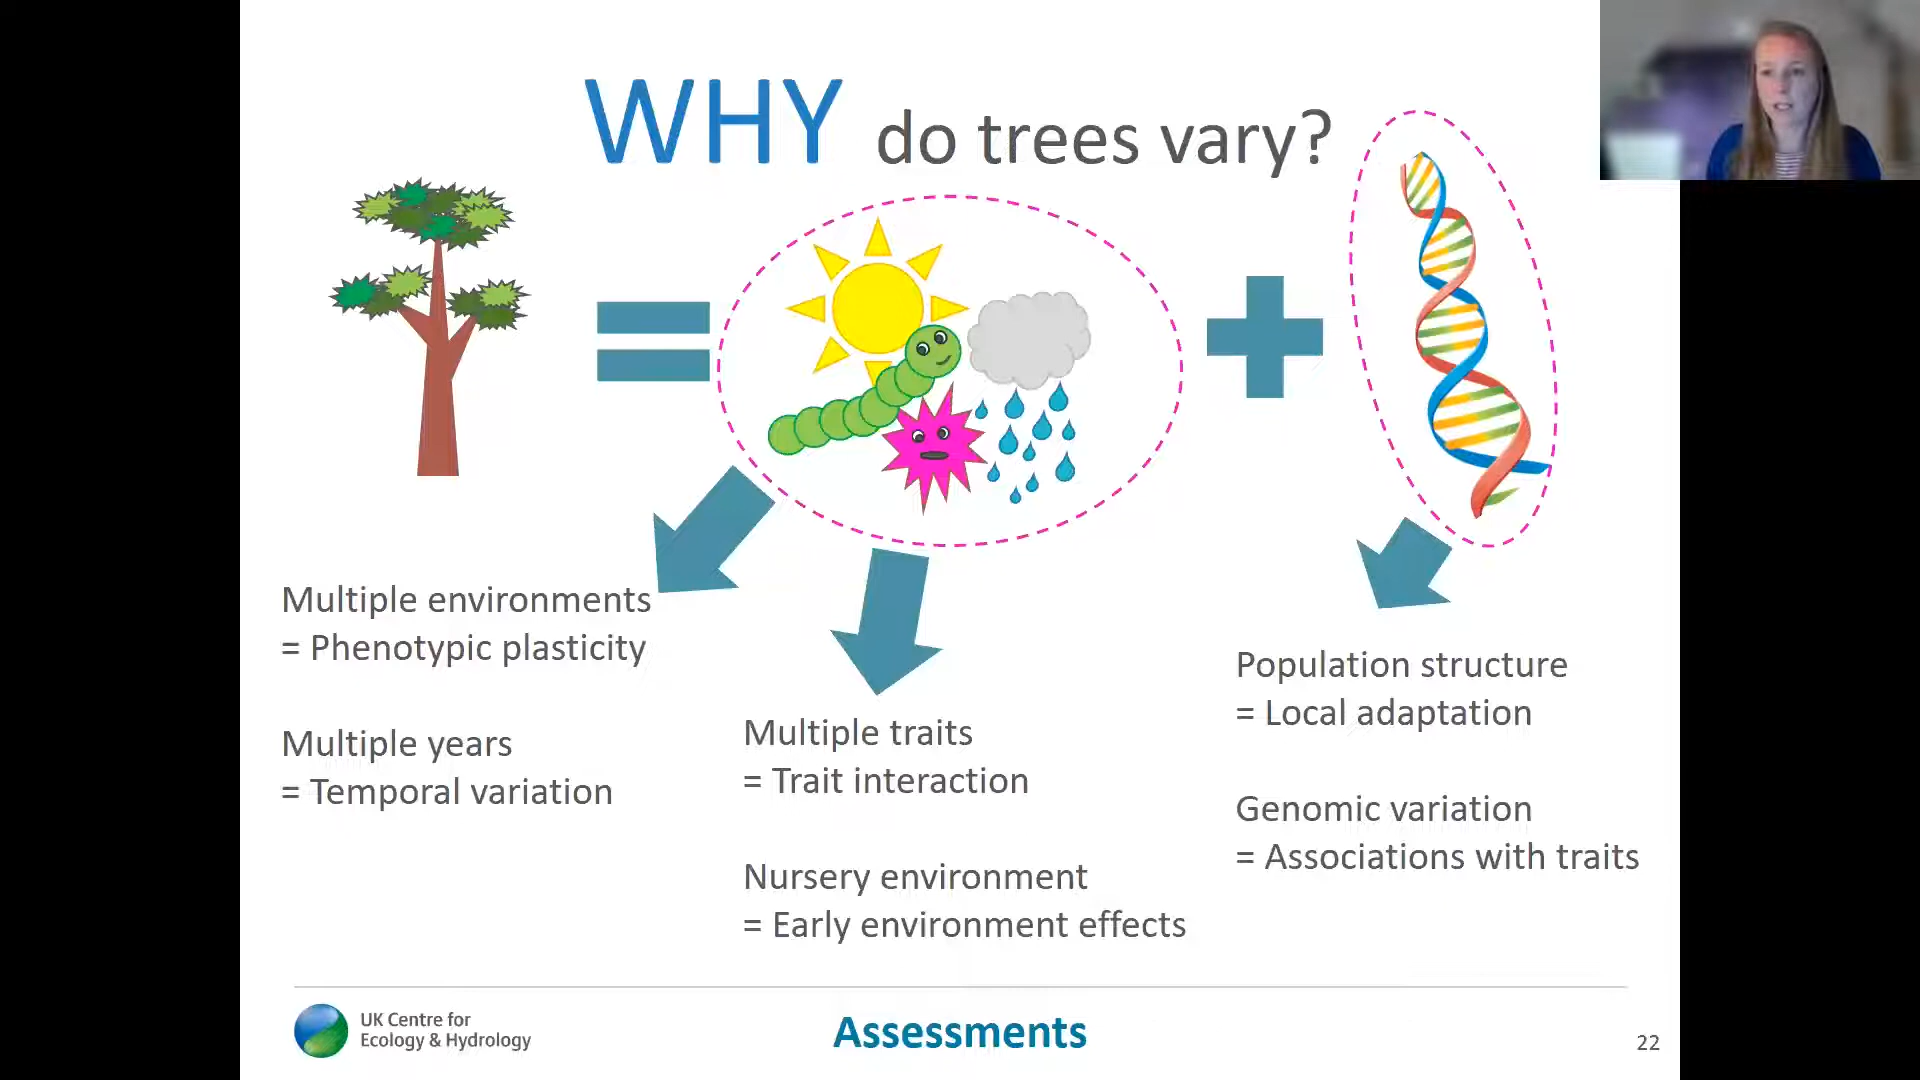 WHY do trees vary?
Multiple environments
= Phenotypic plasticity
Multiple years
= Temporal variation
Multiple traits
= Trait interaction
Nursery environment
= Early environment effects
Population structure
= Local adaptation
Genomic variation
= Associations with traits
UK Centre for
Ecology & Hydrology
Assessments
22